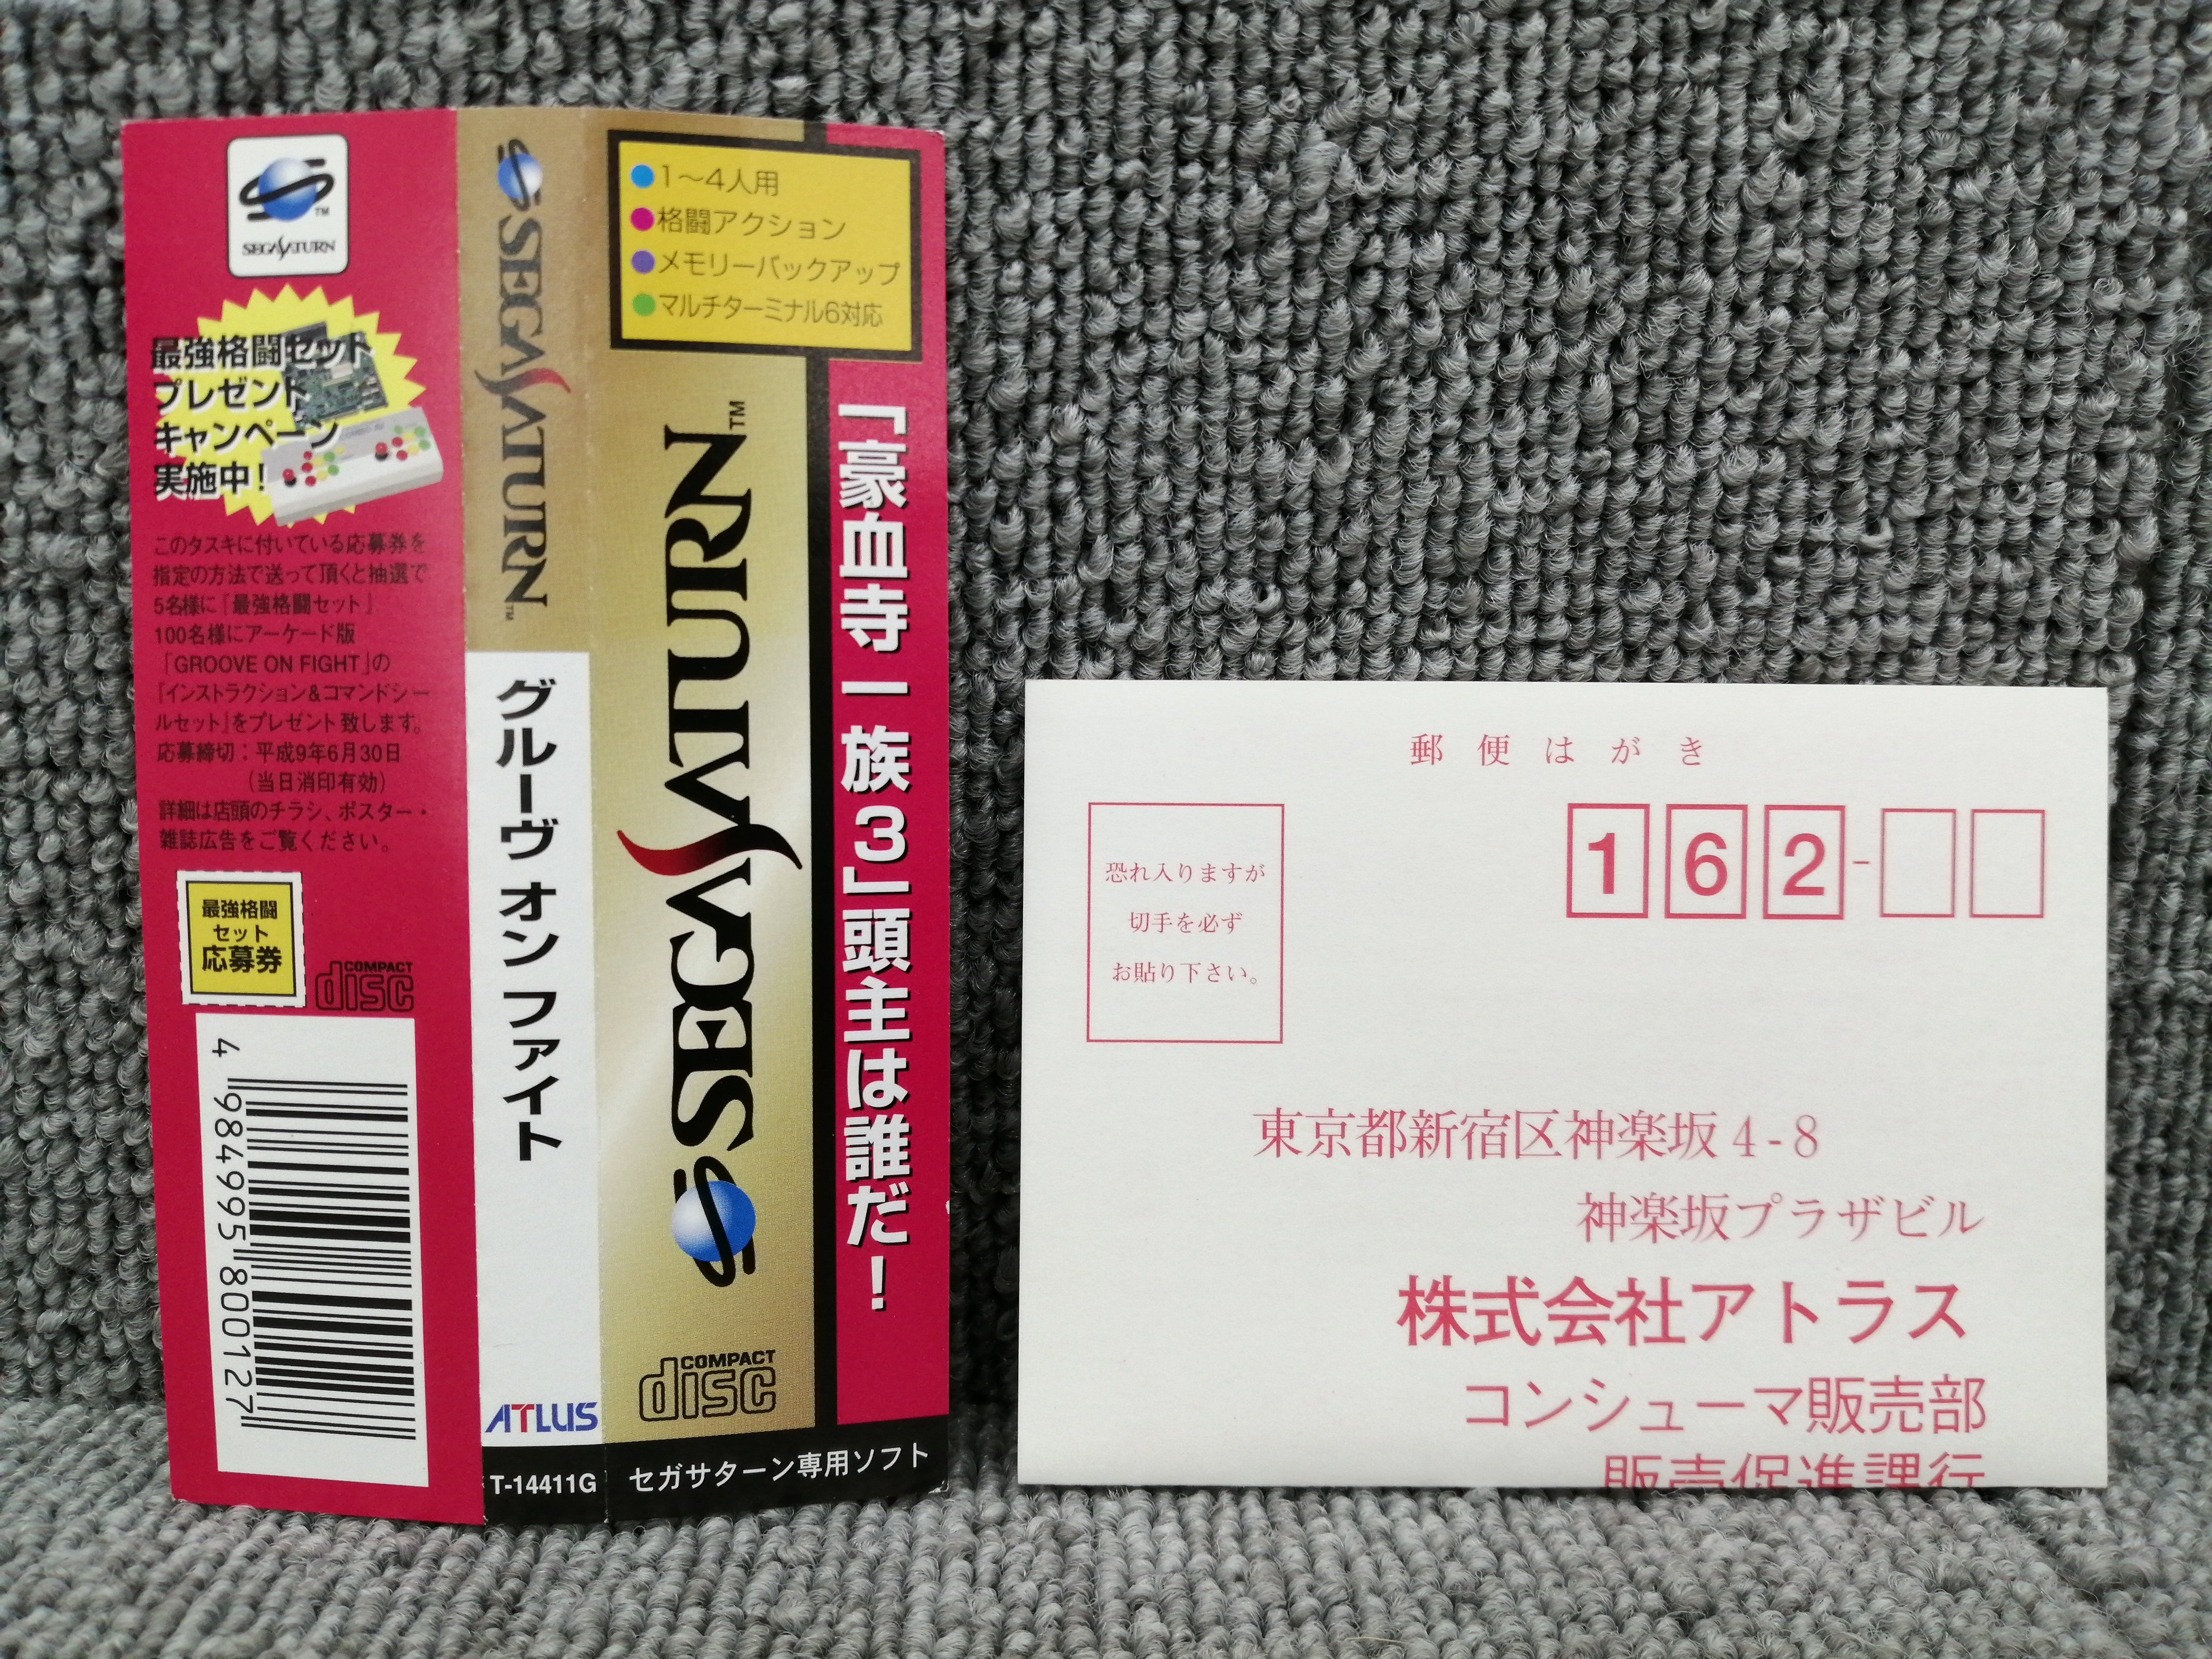 SEGA SATURN
TM
最強格闘セット
プレゼント
キャンペーン
実施中!
このタスキに付いている応募券を
指定の方法で送って頂くと抽選で
5名様に『最強格闘セット』
100名様にアーケード版
「GROOVE ON FIGHT」の
『インストラクション&コマンドシー
ルセット』をプレゼント致します。
応募締切:平成9年6月30日
(当日消印有効)
詳細は店頭のチラシ、ポスター・
雑誌広告をご覧ください。
最強格闘
セット
応募券
COMPACT
disc
4 984995 800127
SEGA SATURN TM
グルーヴ オン ファイト
ATLUS
T-14411G
●1〜4人用
●格闘アクション
●メモリーバックアップ
●マルチターミナル6対応
SEGA SATURN TM
「豪血寺一族3」頭主は誰だ!
COMPACT
disc
セガサターン専用ソフト
郵便はがき
162-
恐れ入りますが
切手を必ず
お貼り下さい。
東京都新宿区神楽坂4-8
神楽坂プラザビル
株式会社アトラス
コンシューマ販売部
販売促進課行